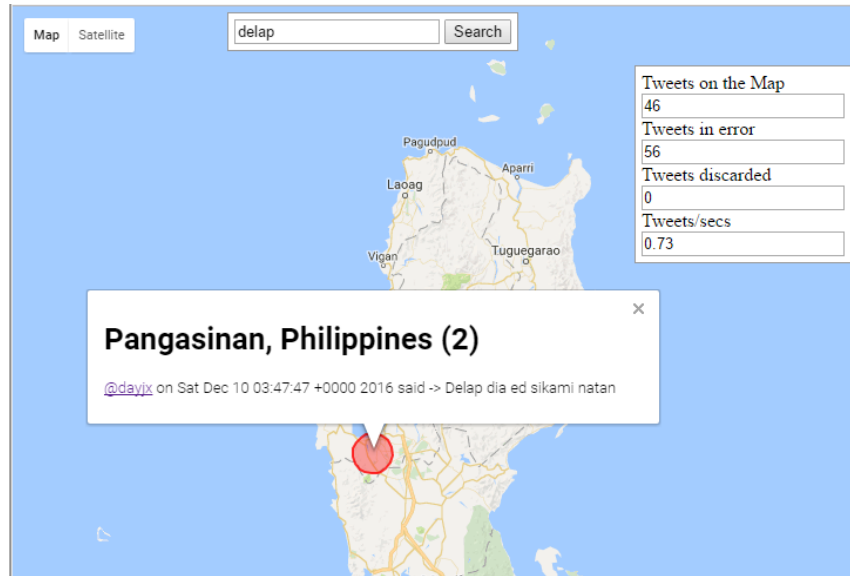 Map Satellite
delap Search
Tweets on the Map
46
Tweets in error
56
Tweets discarded
0
Tweets/secs
0.73
Pagudpud
Aparri
Laoag
Vigan
Tuguegarao
Pangasinan, Philippines (2)
@dayjx on Sat Dec 10 03:47:47 +0000 2016 said -> Delap dia ed sikami natan